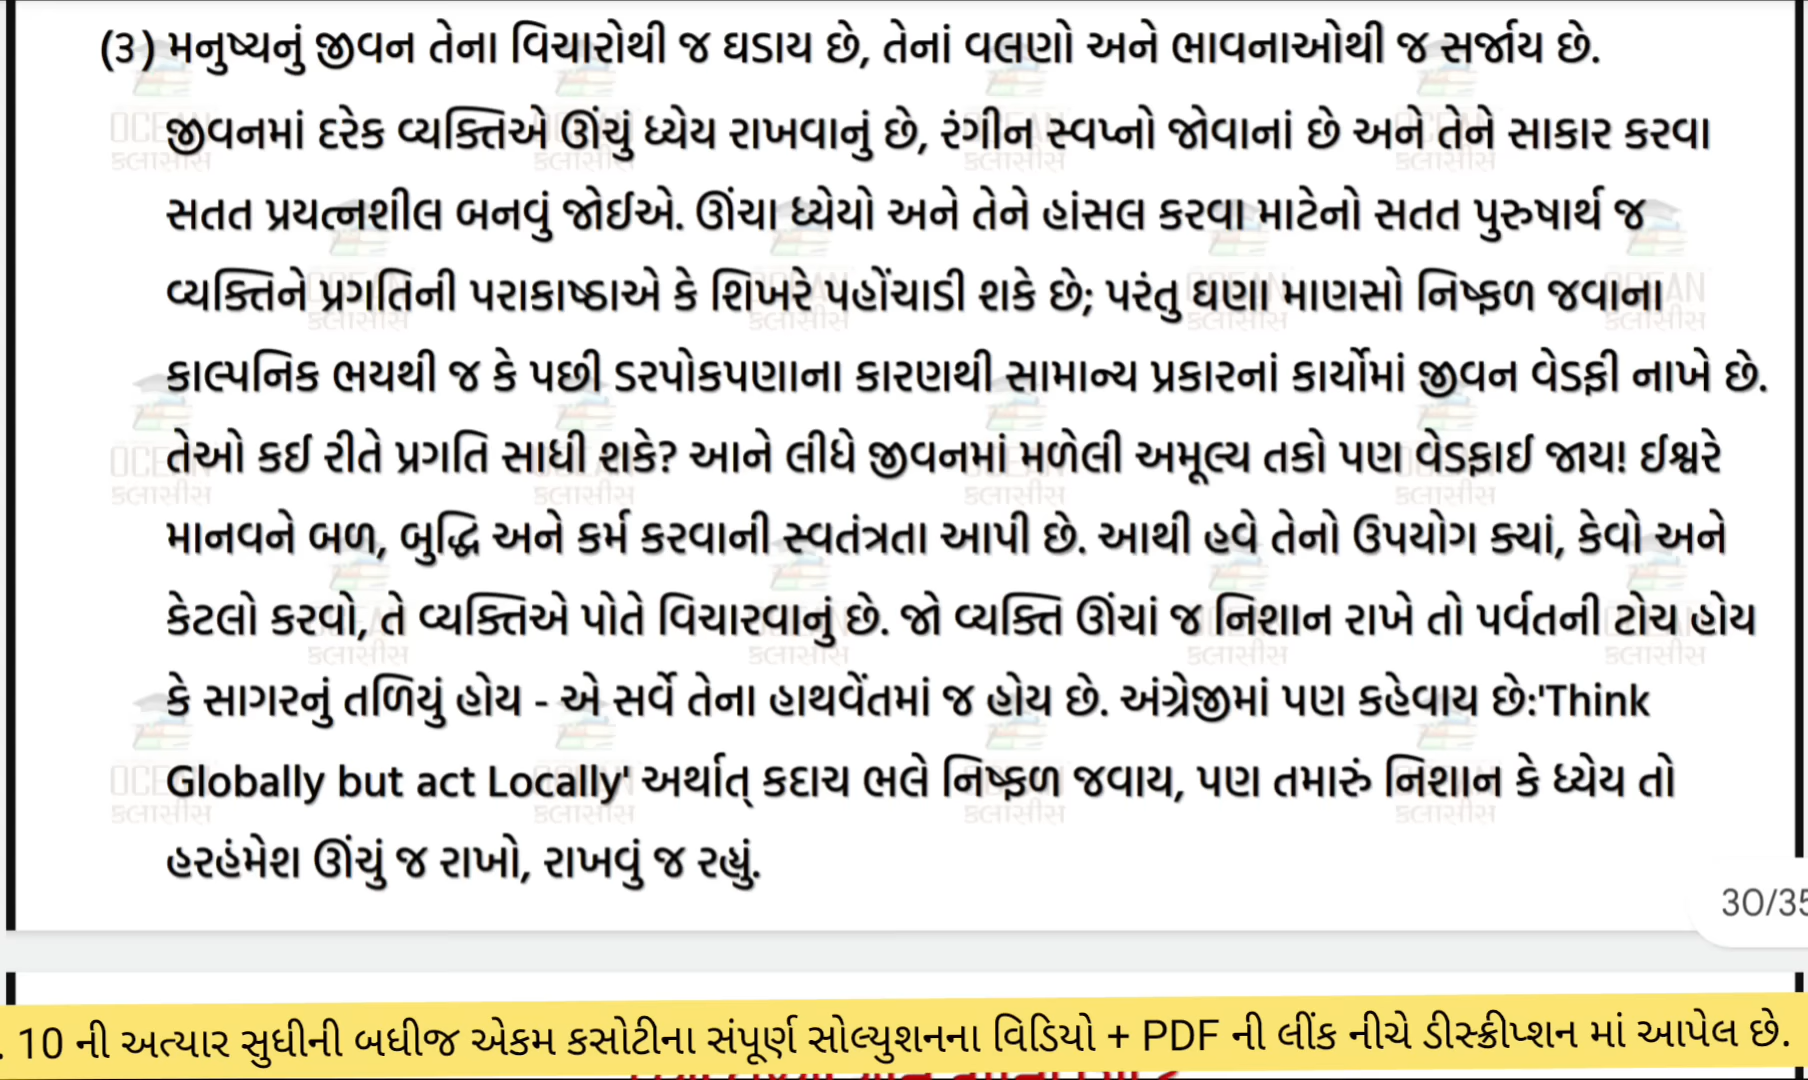 (૩) મનુષ્યનું જીવન તેના વિચારોથી જ ઘડાય છે, તેનાં વલણો અને ભાવનાઓથી જ સર્જાય છે.
જીવનમાં દરેક વ્યક્તિએ ઊંચું ધ્યેય રાખવાનું છે, રંગીન સ્વપ્નો જોવાનાં છે અને તેને સાકાર કરવા
સતત પ્રયત્નશીલ બનવું જોઈએ. ઊંચા ધ્યેયો અને તેને હાંસલ કરવા માટેનો સતત પુરુષાર્થ જ
વ્યક્તિને પ્રગતિની પરાકાષ્ઠાએ કે શિખરે પહોંચાડી શકે છે; પરંતુ ઘણા માણસો નિષ્ફળ જવાના
કાલ્પનિક ભયથી જ કે પછી ડરપોકપણાના કારણથી સામાન્ય પ્રકારનાં કાર્યોમાં જીવન વેડફી નાખે છે.
તેઓ કઈ રીતે પ્રગતિ સાધી શકે? આને લીધે જીવનમાં મળેલી અમૂલ્ય તકો પણ વેડફાઈ જાય! ઈશ્વરે
માનવને બળ, બુદ્ધિ અને કર્મ કરવાની સ્વતંત્રતા આપી છે. આથી હવે તેનો ઉપયોગ ક્યાં, કેવો અને
કેટલો કરવો, તે વ્યક્તિએ પોતે વિચારવાનું છે. જો વ્યક્તિ ઊંચાં જ નિશાન રાખે તો પર્વતની ટોચ હોય
કે સાગરનું તળિયું હોય - એ સર્વે તેના હાથવેંતમાં જ હોય છે. અંગ્રેજીમાં પણ કહેવાય છે:'Think
Globally but act Locally' અર્થાત્ કદાચ ભલે નિષ્ફળ જવાય, પણ તમારું નિશાન કે ધ્યેય તો
હરહંમેશ ઊંચું જ રાખો, રાખવું જ રહ્યું.
30/35
. 10 ની અત્યાર સુધીની બધીજ એકમ કસોટીના સંપૂર્ણ સોલ્યુશનના વિડિયો + PDF ની લીંક નીચે ડીસ્ક્રીપ્શન માં આપેલ છે.